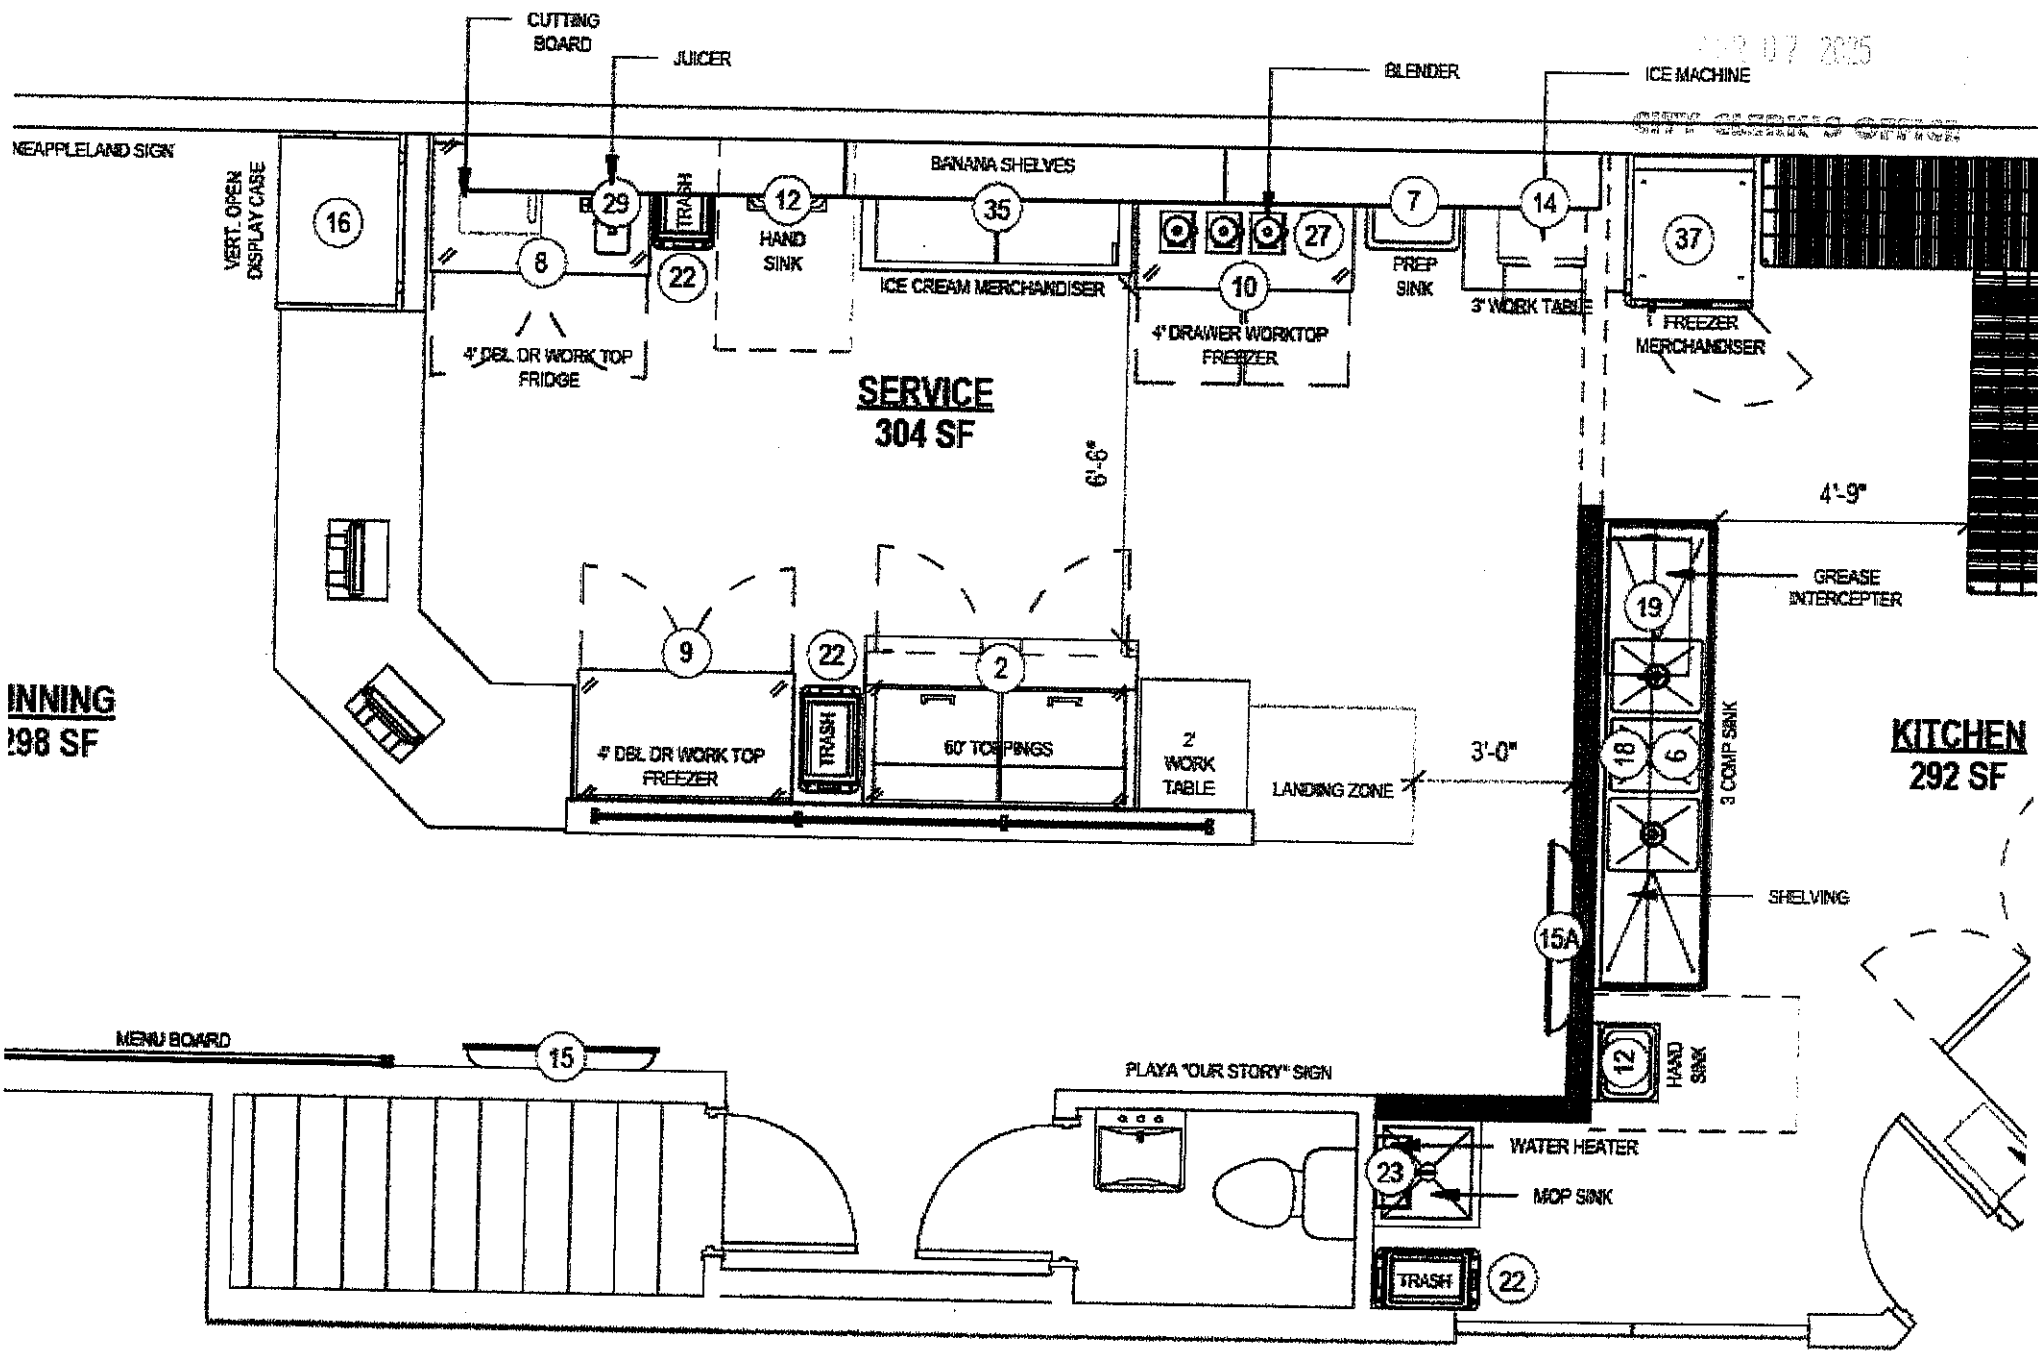 CUTTING
BOARD
JUICER
BLENDER
ICE MACHINE
07 2025
CITY CLERK'S OFFICE
NEAPPLELAND SIGN
VERT. OPEN
DISPLAY CASE
16
29
TRASH
12
BANANA SHELVES
35
7
14
37
HAND
SINK
27
8
22
ICE CREAM MERCHANDISER
10
PREP
SINK
3' WORK TABLE
4' DBL DR WORK TOP
FRIDGE
4' DRAWER WORKTOP
FREEZER
FREEZER
MERCHANDISER
SERVICE
304 SF
6'-6"
4'-9"
GREASE
INTERCEPTER
19
9
22
2
INNING
298 SF
4' DBL DR WORK TOP
FREEZER
TRASH
60" TOPPINGS
2'
WORK
TABLE
LANDING ZONE
3'-0"
18
6
3 COMP SINK
KITCHEN
292 SF
SHELVING
15A
MENU BOARD
15
PLAYA "OUR STORY" SIGN
12
HAND
SINK
WATER HEATER
23
MOP SINK
TRASH
22